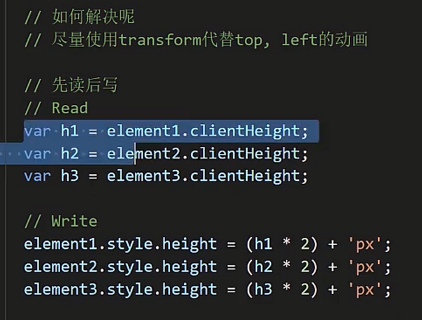 // 如何解决呢
// 尽量使用transform代替top, left的动画
// 先读后写
// Read
var h1 = element1.clientHeight;
var h2 = element2.clientHeight;
var h3 = element3.clientHeight;
// Write
element1.style.height = (h1 * 2) + 'px';
element2.style.height = (h2 * 2) + 'px';
element3.style.height = (h3 * 2) + 'px';